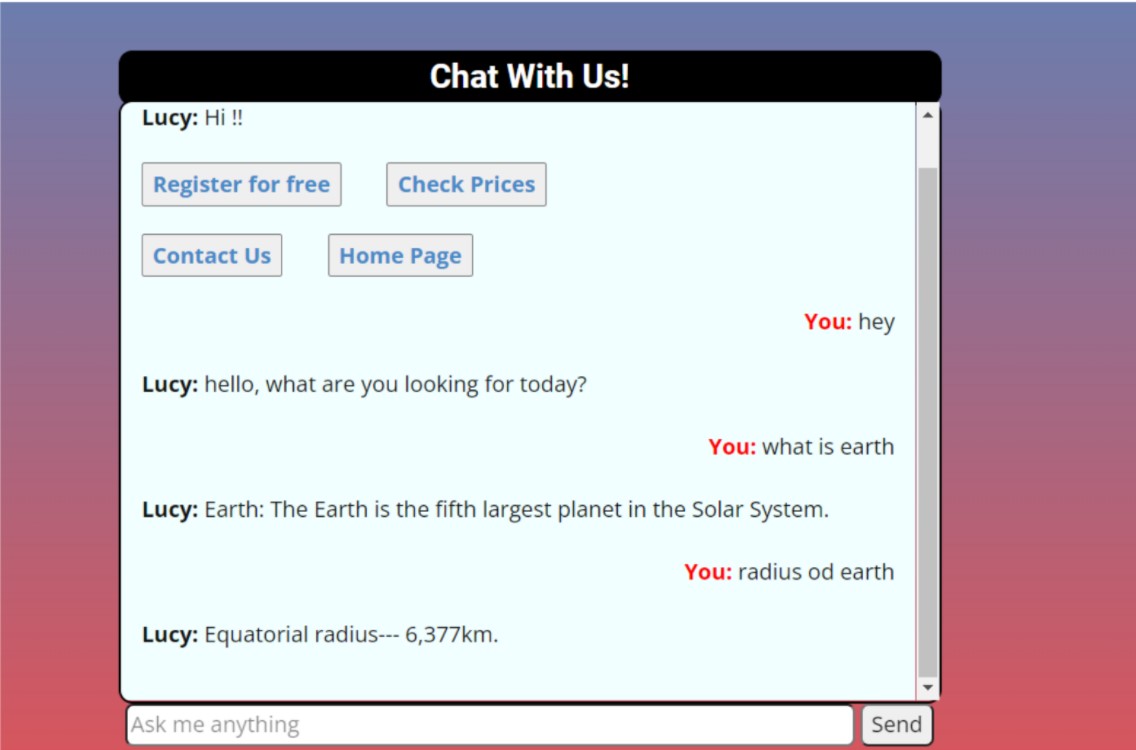 Chat With Us!
Lucy: Hi !!
Register for free Check Prices
Contact Us Home Page
You: hey
Lucy: hello, what are you looking for today?
You: what is earth
Lucy: Earth: The Earth is the fifth largest planet in the Solar System.
You: radius od earth
Lucy: Equatorial radius--- 6,377km.
Ask me anything Send